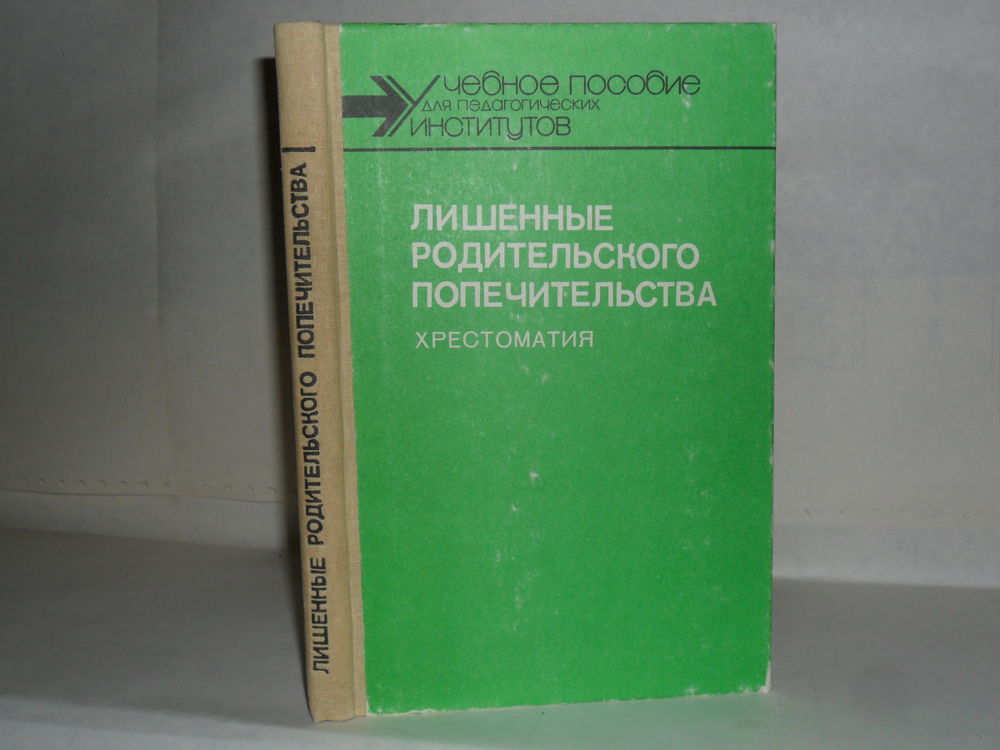 Учебное пособие
для педагогических
институтов
ЛИШЕННЫЕ
РОДИТЕЛЬСКОГО
ПОПЕЧИТЕЛЬСТВА
ХРЕСТОМАТИЯ
ЛИШЕННЫЕ РОДИТЕЛЬСКОГО ПОПЕЧИТЕЛЬСТВА